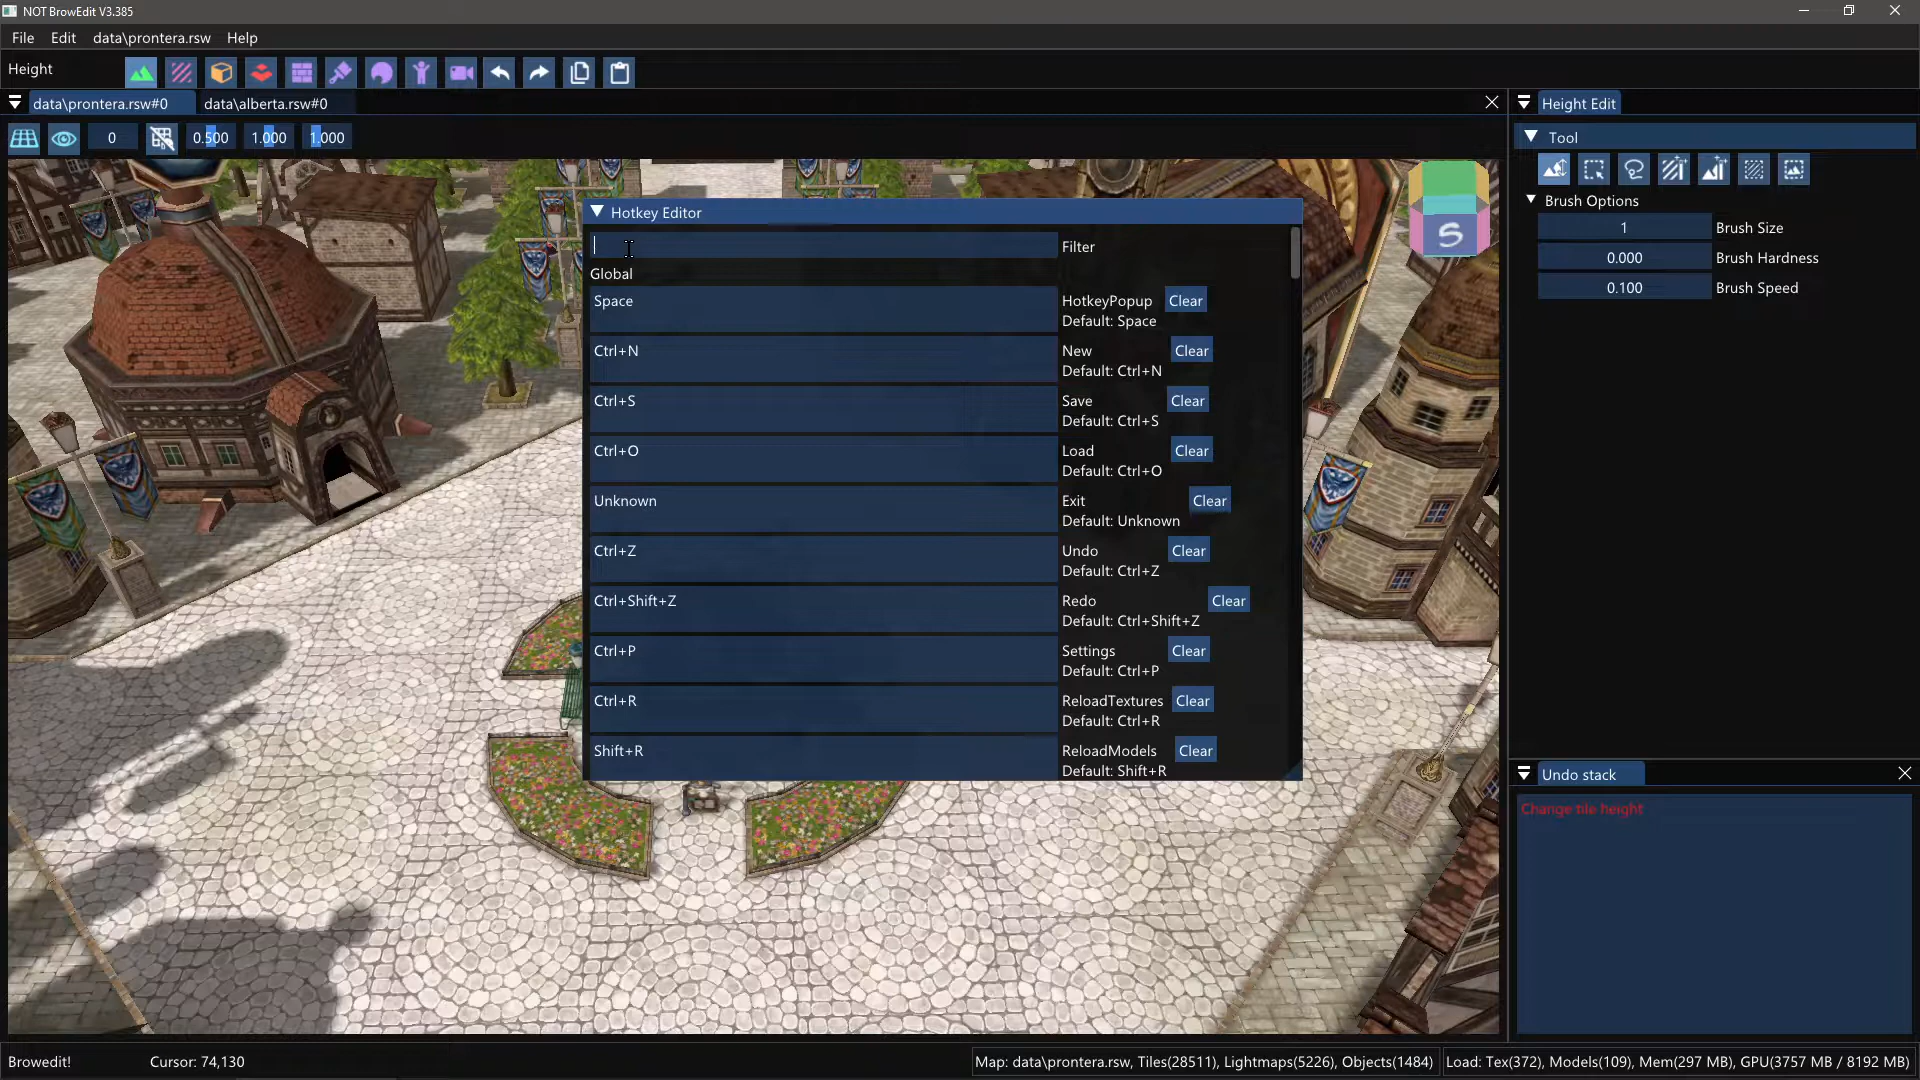 NOT BrowEdit V3.385
File Edit data\prontera.rsw Help
Height
data\prontera.rsw#0 data\alberta.rsw#0
0 0.500 1.000 1.000
Height Edit
Tool
Brush Options
1 Brush Size
0.000 Brush Hardness
0.100 Brush Speed
S
Hotkey Editor
Filter
Global
Space HotkeyPopup Clear
Default: Space
Ctrl+N New Clear
Default: Ctrl+N
Ctrl+S Save Clear
Default: Ctrl+S
Ctrl+O Load Clear
Default: Ctrl+O
Unknown Exit Clear
Default: Unknown
Ctrl+Z Undo Clear
Default: Ctrl+Z
Ctrl+Shift+Z Redo Clear
Default: Ctrl+Shift+Z
Ctrl+P Settings Clear
Default: Ctrl+P
Ctrl+R ReloadTextures Clear
Default: Ctrl+R
Shift+R ReloadModels Clear
Default: Shift+R
Undo stack
Change tile height
Browedit! Cursor: 74,130 Map: data\prontera.rsw, Tiles(28511), Lightmaps(5226), Objects(1484) Load: Tex(372), Models(109), Mem(297 MB), GPU(3757 MB / 8192 MB)